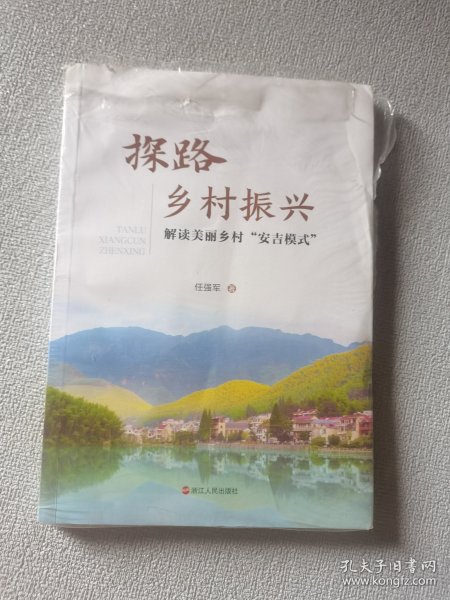 探路
乡村振兴
TANLU
XIANGCUN
ZHENXING
解读美丽乡村“安吉模式”
任强军 著
浙江人民出版社
孔夫子旧书网
www.kongfz.com